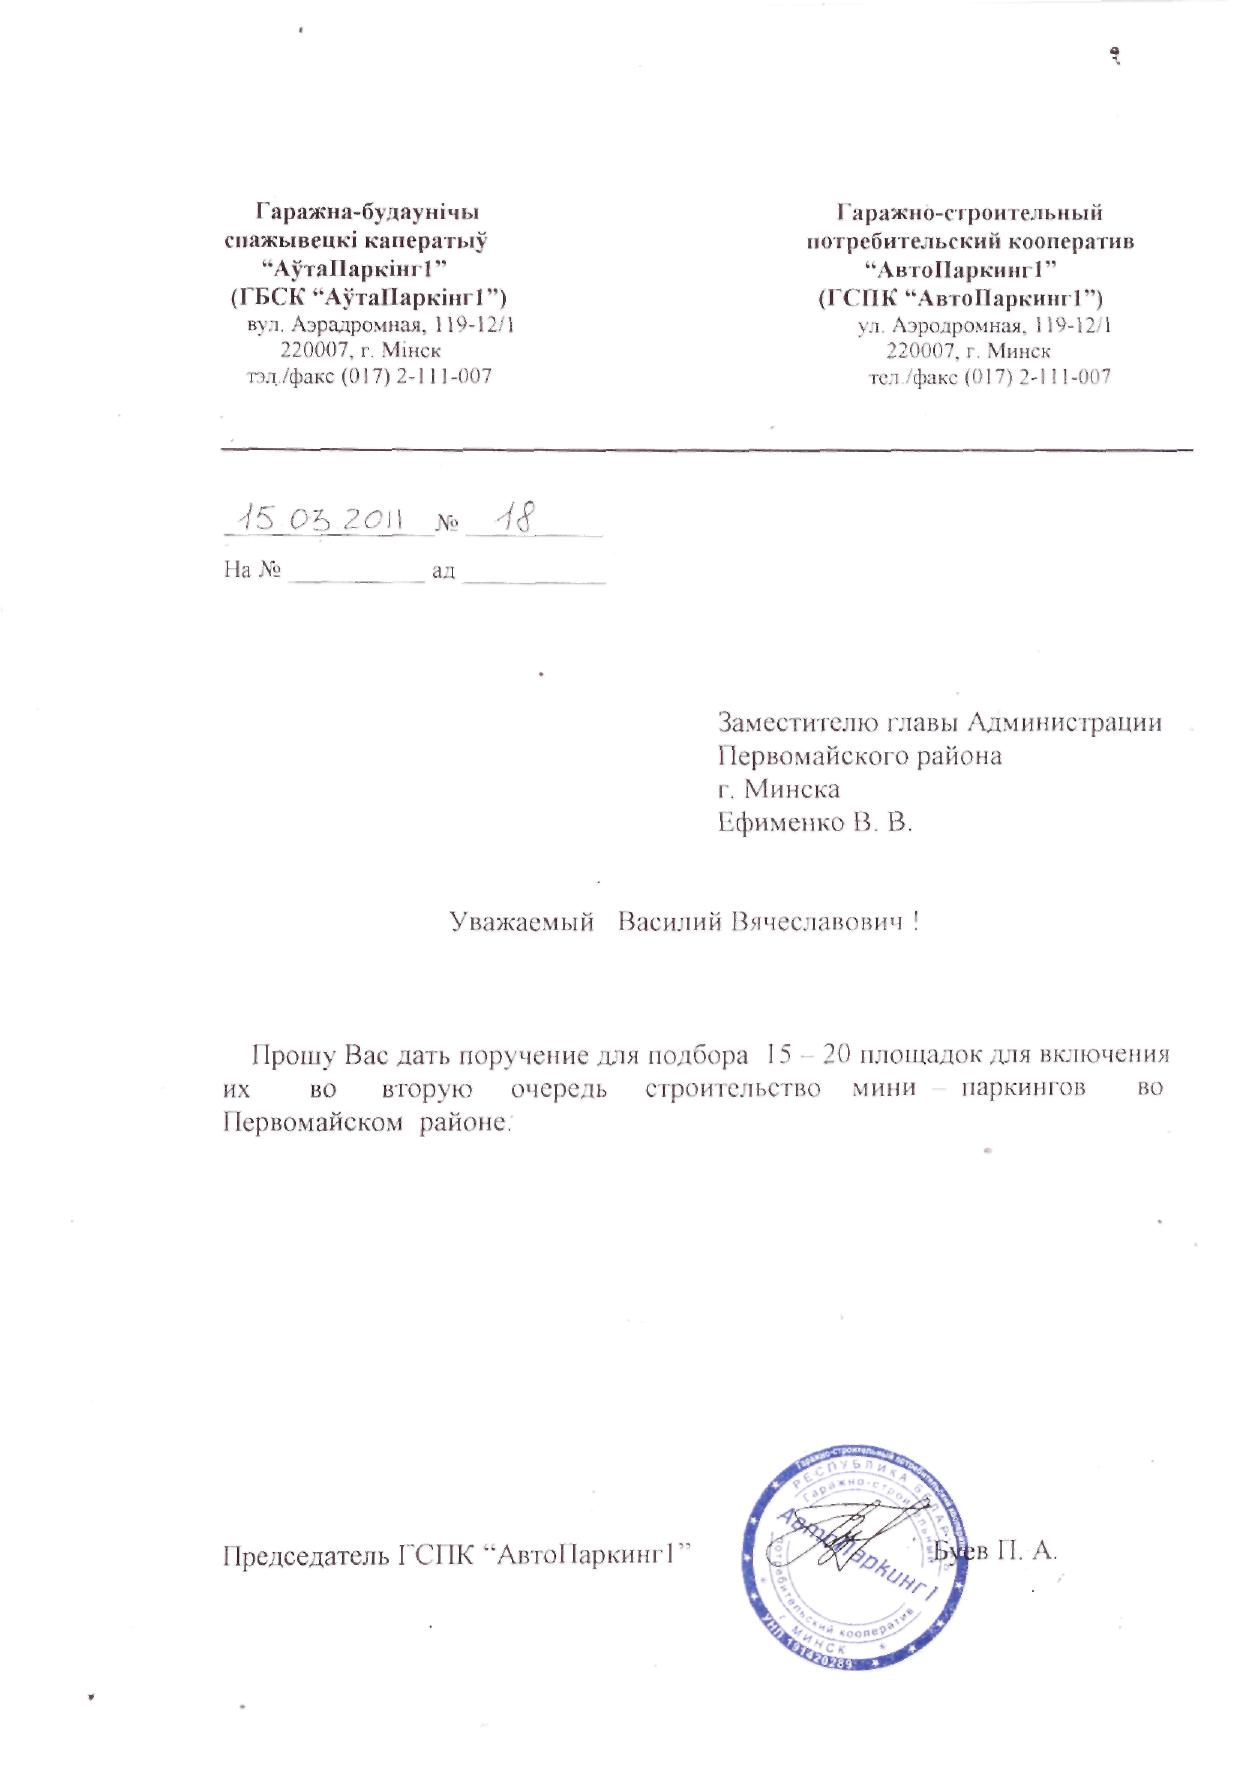 Гаражна-будаунічы
спажывецкі каператыў
“АўтаПаркінг1”
(ГБСК “АўтаПаркінг1”)
вул. Аэрадромная, 119-12/1
220007, г. Мінск
тэл./факс (017) 2-111-007
Гаражно-строительный
потребительский кооператив
“АвтоПаркинг1”
(ГСПК “АвтоПаркинг1”)
ул. Аэродромная, 119-12/1
220007, г. Минск
тел./факс (017) 2-111-007
15 03 2011 № 18
На № ад
Заместителю главы Администрации
Первомайского района
г. Минска
Ефименко В. В.
Уважаемый Василий Вячеславович !
Прошу Вас дать поручение для подбора 15 – 20 площадок для включения
их во вторую очередь строительство мини – паркингов во
Первомайском районе.
Председатель ГСПК “АвтоПаркинг1”
Буев П. А.
Гаражно-строительный потребительский кооператив
РЕСПУБЛИКА БЕЛАРУСЬ
Гаражно-строительный
АвтоПаркинг1
потребительский кооператив
г. МИНСК
УНП 191420289